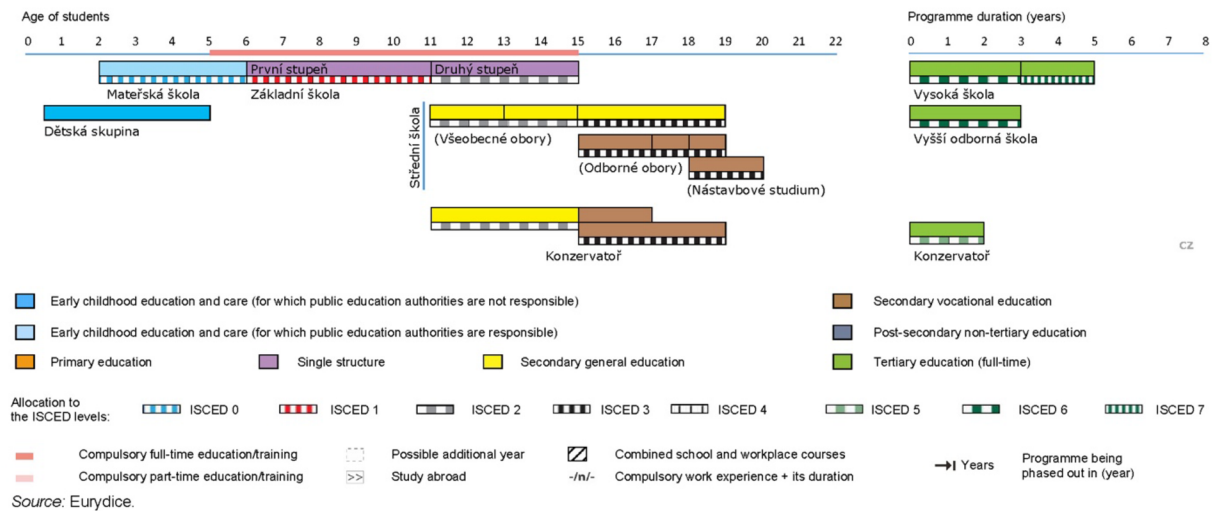 Age of students
Programme duration (years)
0 1 2 3 4 5 6 7 8 9 10 11 12 13 14 15 16 17 18 19 20 21 22
0 1 2 3 4 5 6 7 8
První stupeň
Druhý stupeň
Mateřská škola
Základní škola
Vysoká škola
Dětská skupina
Střední škola
(Všeobecné obory)
Vyšší odborná škola
(Odborné obory)
(Nástavbové studium)
Konzervatoř
Konzervatoř
CZ
Early childhood education and care (for which public education authorities are not responsible)
Secondary vocational education
Early childhood education and care (for which public education authorities are responsible)
Post-secondary non-tertiary education
Primary education
Single structure
Secondary general education
Tertiary education (full-time)
Allocation to
the ISCED levels:
ISCED 0
ISCED 1
ISCED 2
ISCED 3
ISCED 4
ISCED 5
ISCED 6
ISCED 7
Compulsory full-time education/training
Possible additional year
Combined school and workplace courses
Years
Programme being
phased out in (year)
Compulsory part-time education/training
>> Study abroad
-/n/- Compulsory work experience + its duration
Source: Eurydice.